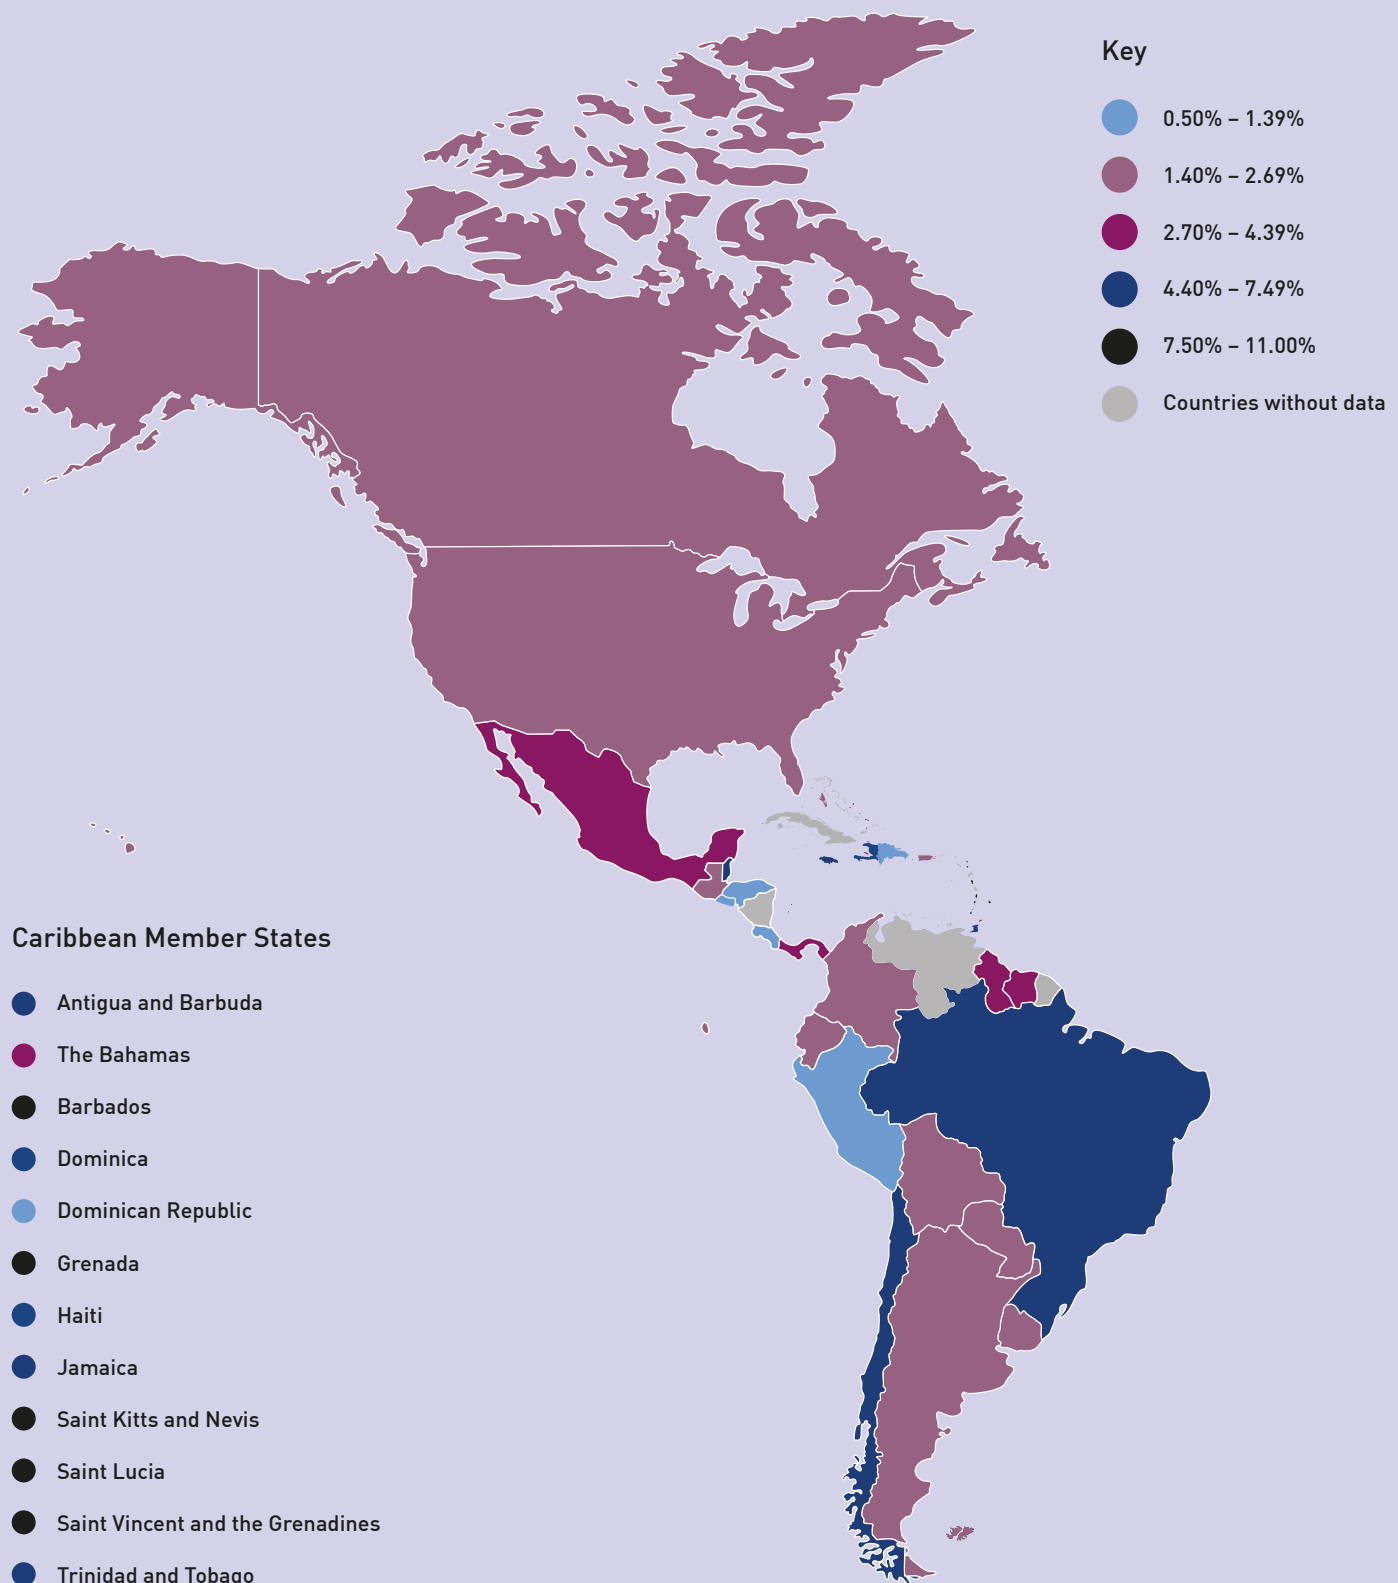 Key
0.50% – 1.39%
1.40% – 2.69%
2.70% – 4.39%
4.40% – 7.49%
7.50% – 11.00%
Countries without data
Caribbean Member States
Antigua and Barbuda
The Bahamas
Barbados
Dominica
Dominican Republic
Grenada
Haiti
Jamaica
Saint Kitts and Nevis
Saint Lucia
Saint Vincent and the Grenadines
Trinidad and Tobago